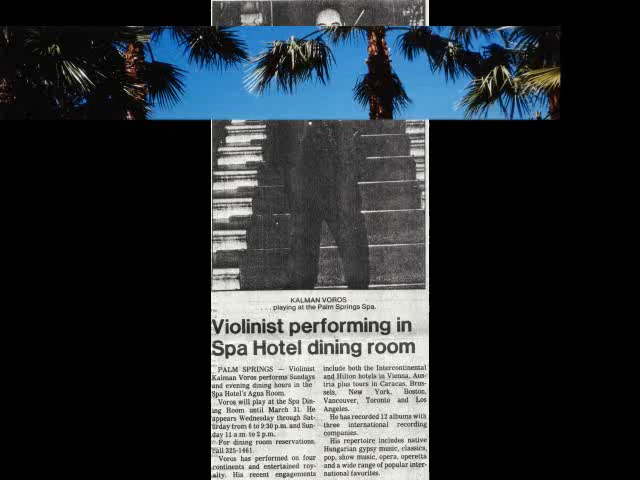 KALMAN VOROS
. . . playing at the Palm Springs Spa.
Violinist performing in
Spa Hotel dining room
PALM SPRINGS — Violinist
Kalman Voros performs Sundays
and evening dining hours in the
Spa Hotel's Agua Room.
Voros will play at the Spa Din-
ing Room until March 31. He
appears Wednesday through Sat-
urday from 6 to 9:30 p.m. and Sun-
day 11 a.m. to 2 p.m.
For dining room reservations,
call 325-1461.
Voros has performed on four
continents and entertained roy-
alty. His recent engagements
include both the Intercontinental
and Hilton hotels in Vienna, Aus-
tria plus tours in Caracas, Brus-
sels, New York, Boston,
Vancouver, Toronto and Los
Angeles.
He has recorded 12 albums with
three international recording
companies.
His repertoire includes native
Hungarian gypsy music, classics,
pop, show music, opera, operetta
and a wide range of popular inter-
national favorites.